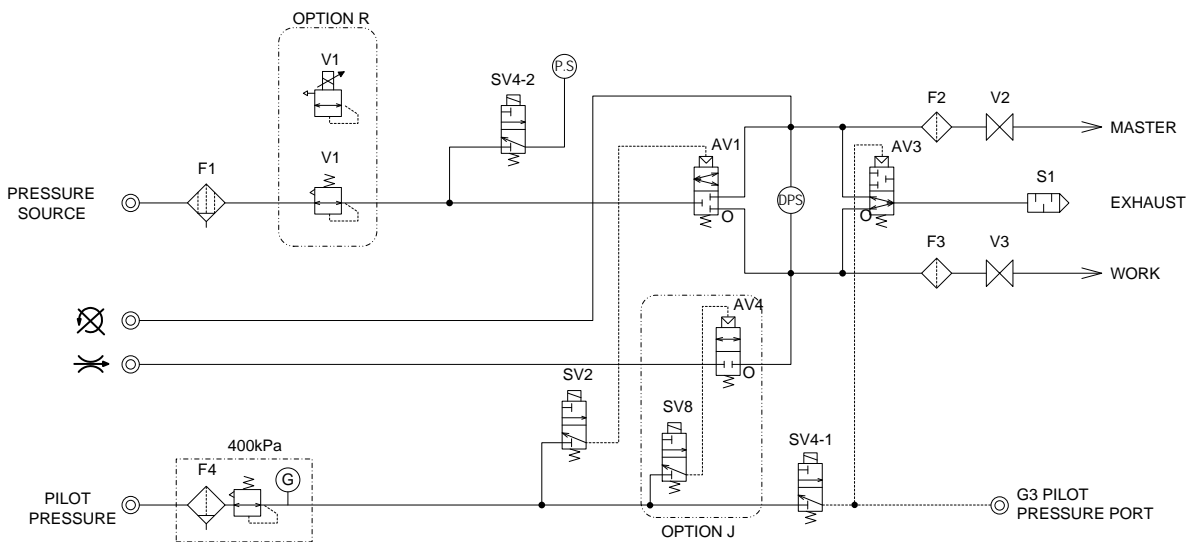 OPTION R
V1
SV4-2
P.S
F2
V2
MASTER
AV1
AV3
F1
V1
S1
PRESSURE
SOURCE
DPS
EXHAUST
O
O
F3
V3
WORK
AV4
SV2
O
SV8
400kPa
SV4-1
F4
G
PILOT
PRESSURE
G3 PILOT
PRESSURE PORT
OPTION J